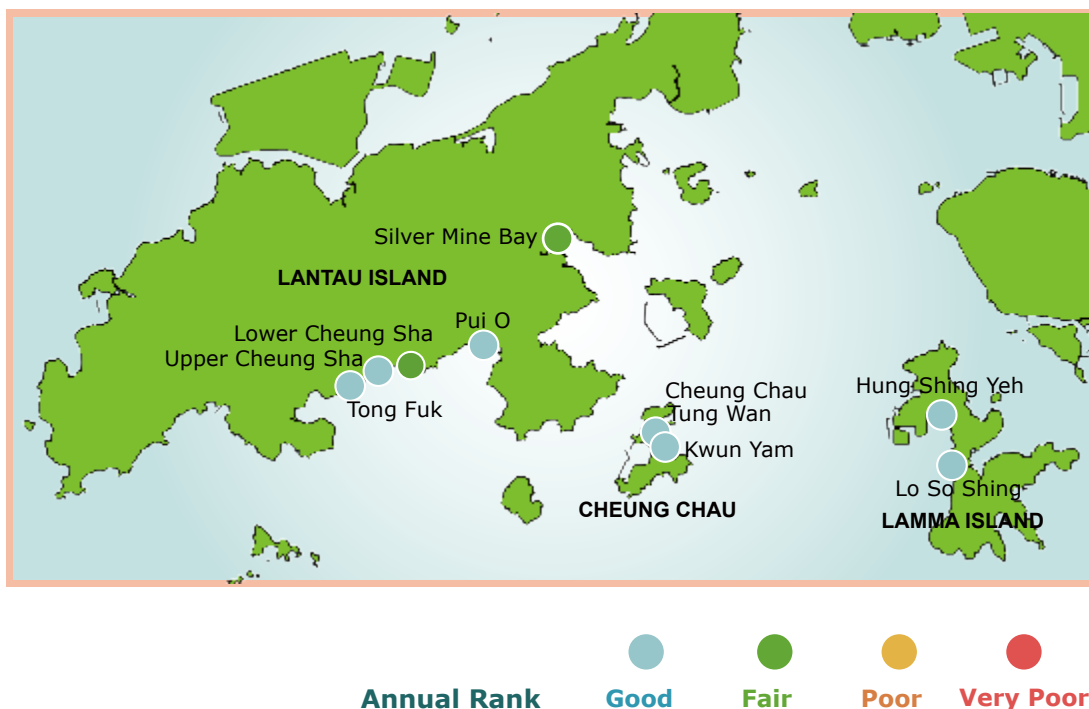 Silver Mine Bay
LANTAU ISLAND
Pui O
Lower Cheung Sha
Upper Cheung Sha
Tong Fuk
Cheung Chau
Tung Wan
Kwun Yam
CHEUNG CHAU
Hung Shing Yeh
Lo So Shing
LAMMA ISLAND
Annual Rank Good Fair Poor Very Poor